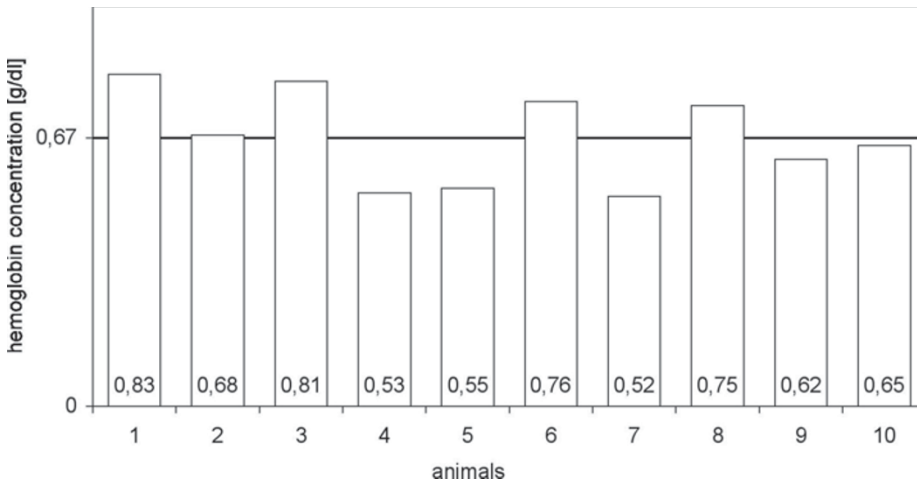 hemoglobin concentration [g/dl]
0,67
0
0,83 0,68 0,81 0,53 0,55 0,76 0,52 0,75 0,62 0,65
1 2 3 4 5 6 7 8 9 10
animals